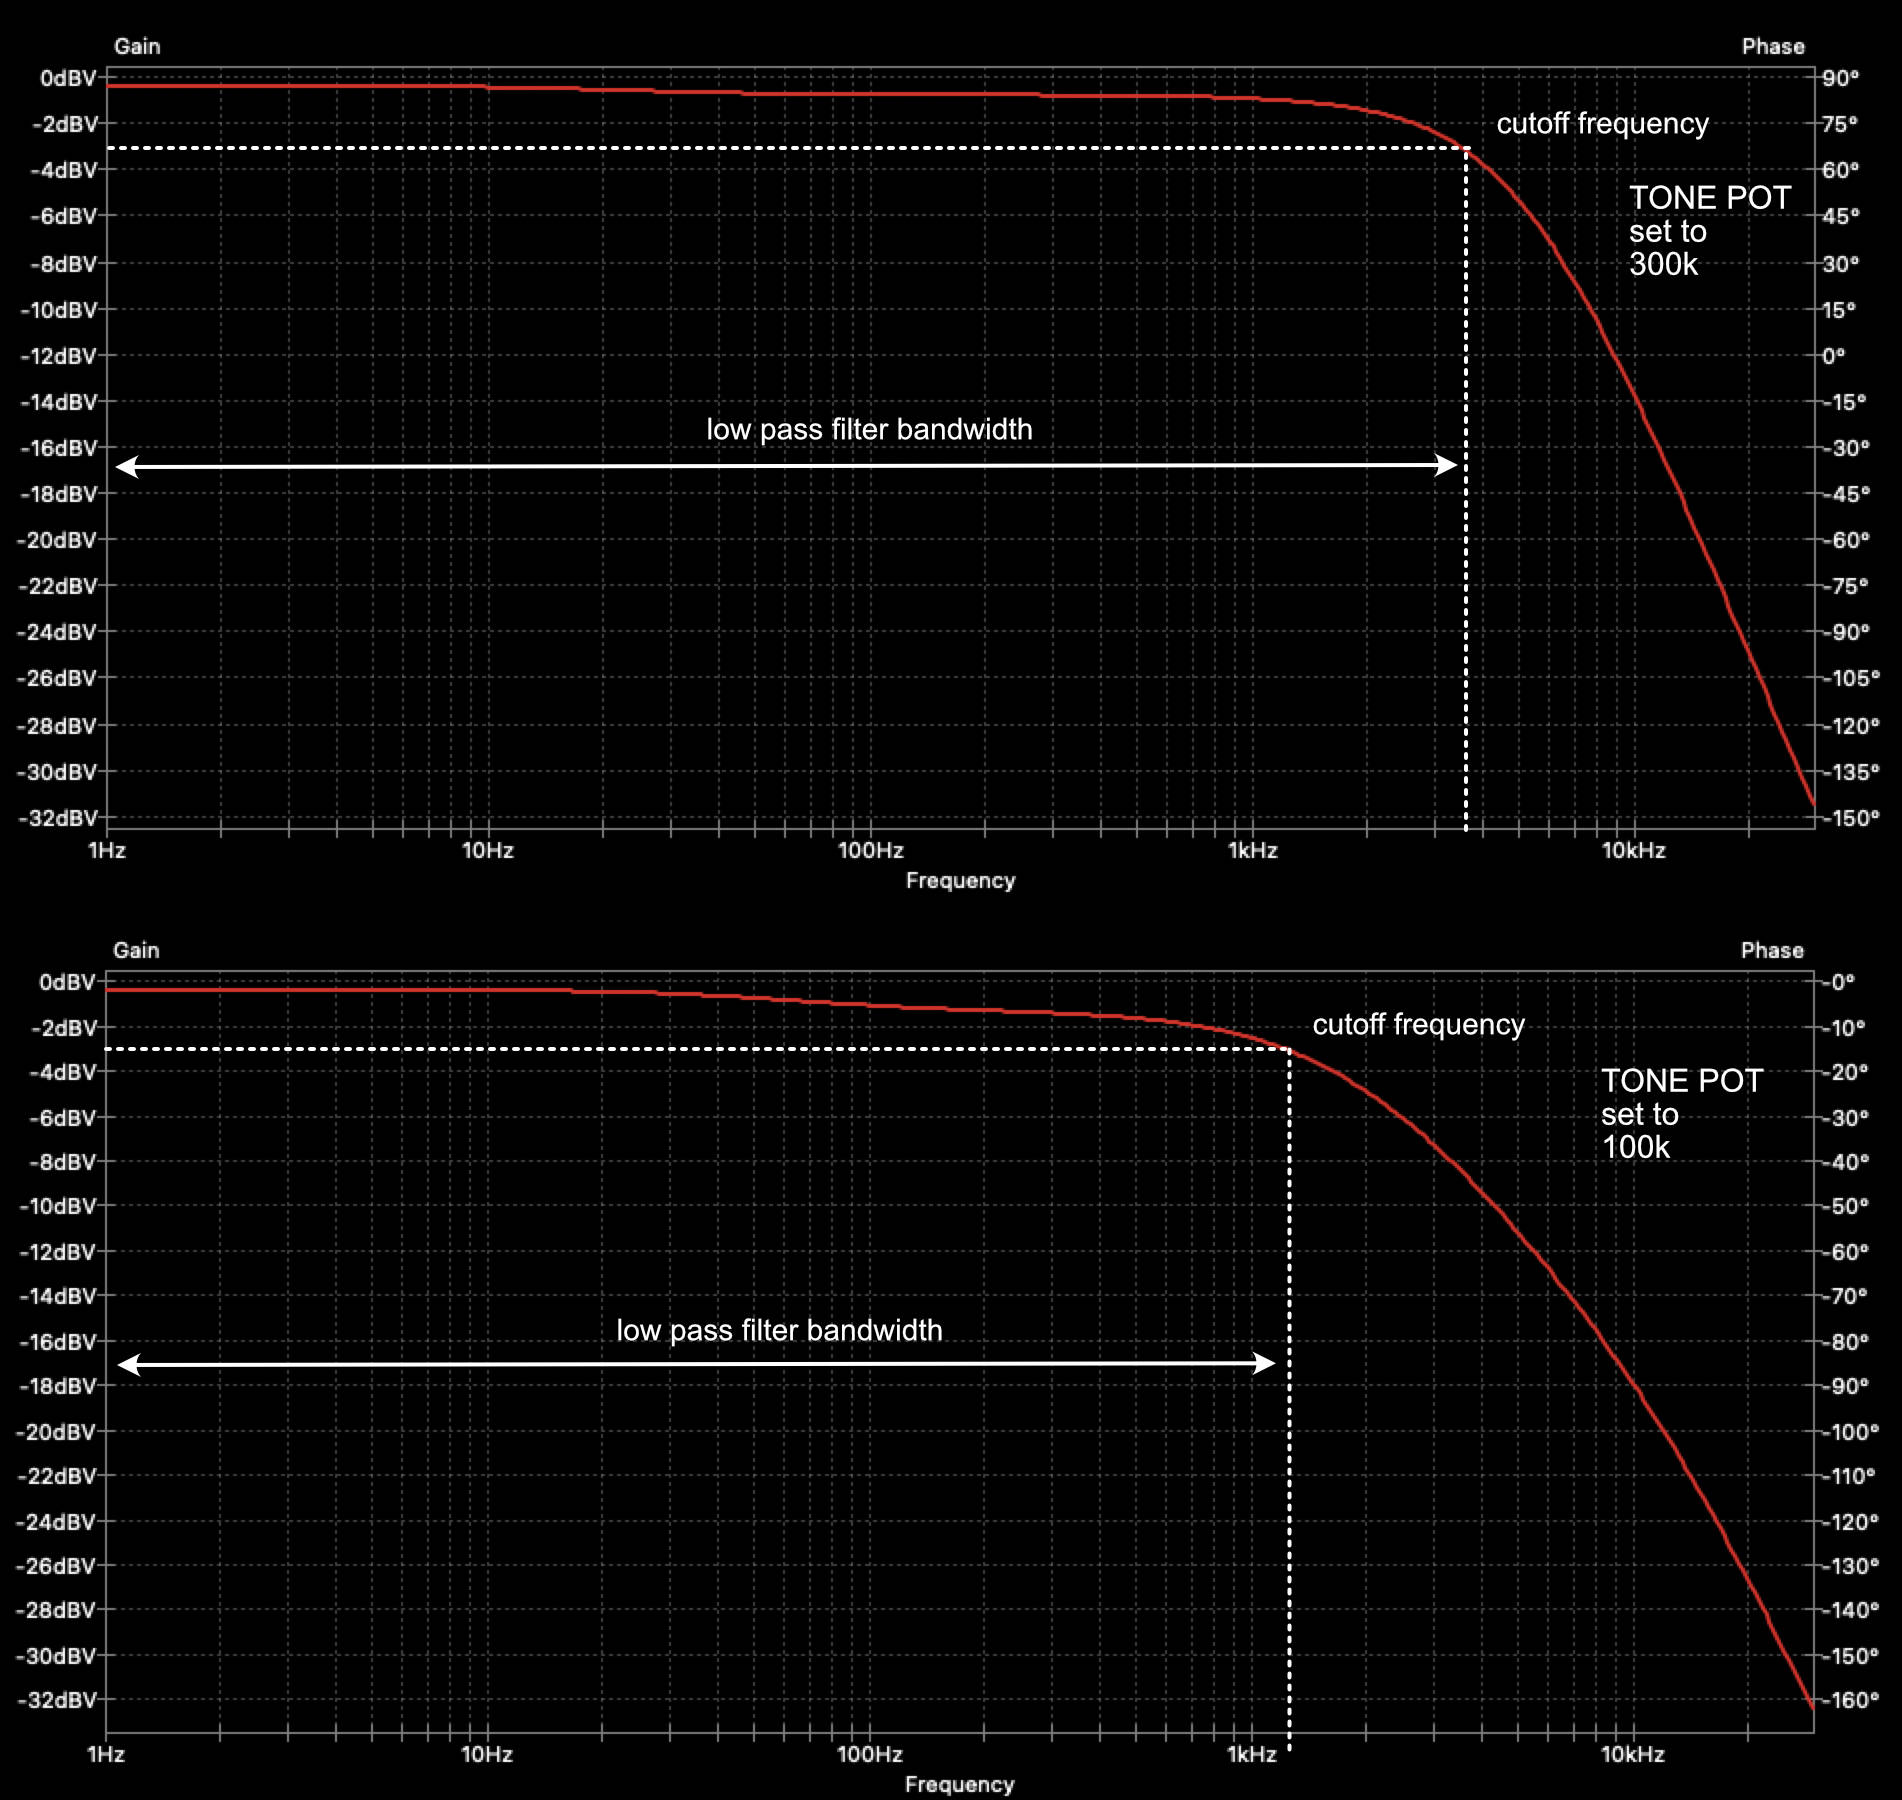 Gain
Phase
0dBV
-2dBV
-4dBV
-6dBV
-8dBV
-10dBV
-12dBV
-14dBV
-16dBV
-18dBV
-20dBV
-22dBV
-24dBV
-26dBV
-28dBV
-30dBV
-32dBV
90°
75°
60°
45°
30°
15°
0°
-15°
-30°
-45°
-60°
-75°
-90°
-105°
-120°
-135°
-150°
cutoff frequency
TONE POT
set to
300k
low pass filter bandwidth
1Hz 10Hz 100Hz 1kHz 10kHz
Frequency
Gain
Phase
0dBV
-2dBV
-4dBV
-6dBV
-8dBV
-10dBV
-12dBV
-14dBV
-16dBV
-18dBV
-20dBV
-22dBV
-24dBV
-26dBV
-28dBV
-30dBV
-32dBV
-0°
-10°
-20°
-30°
-40°
-50°
-60°
-70°
-80°
-90°
-100°
-110°
-120°
-130°
-140°
-150°
-160°
cutoff frequency
TONE POT
set to
100k
low pass filter bandwidth
1Hz 10Hz 100Hz 1kHz 10kHz
Frequency